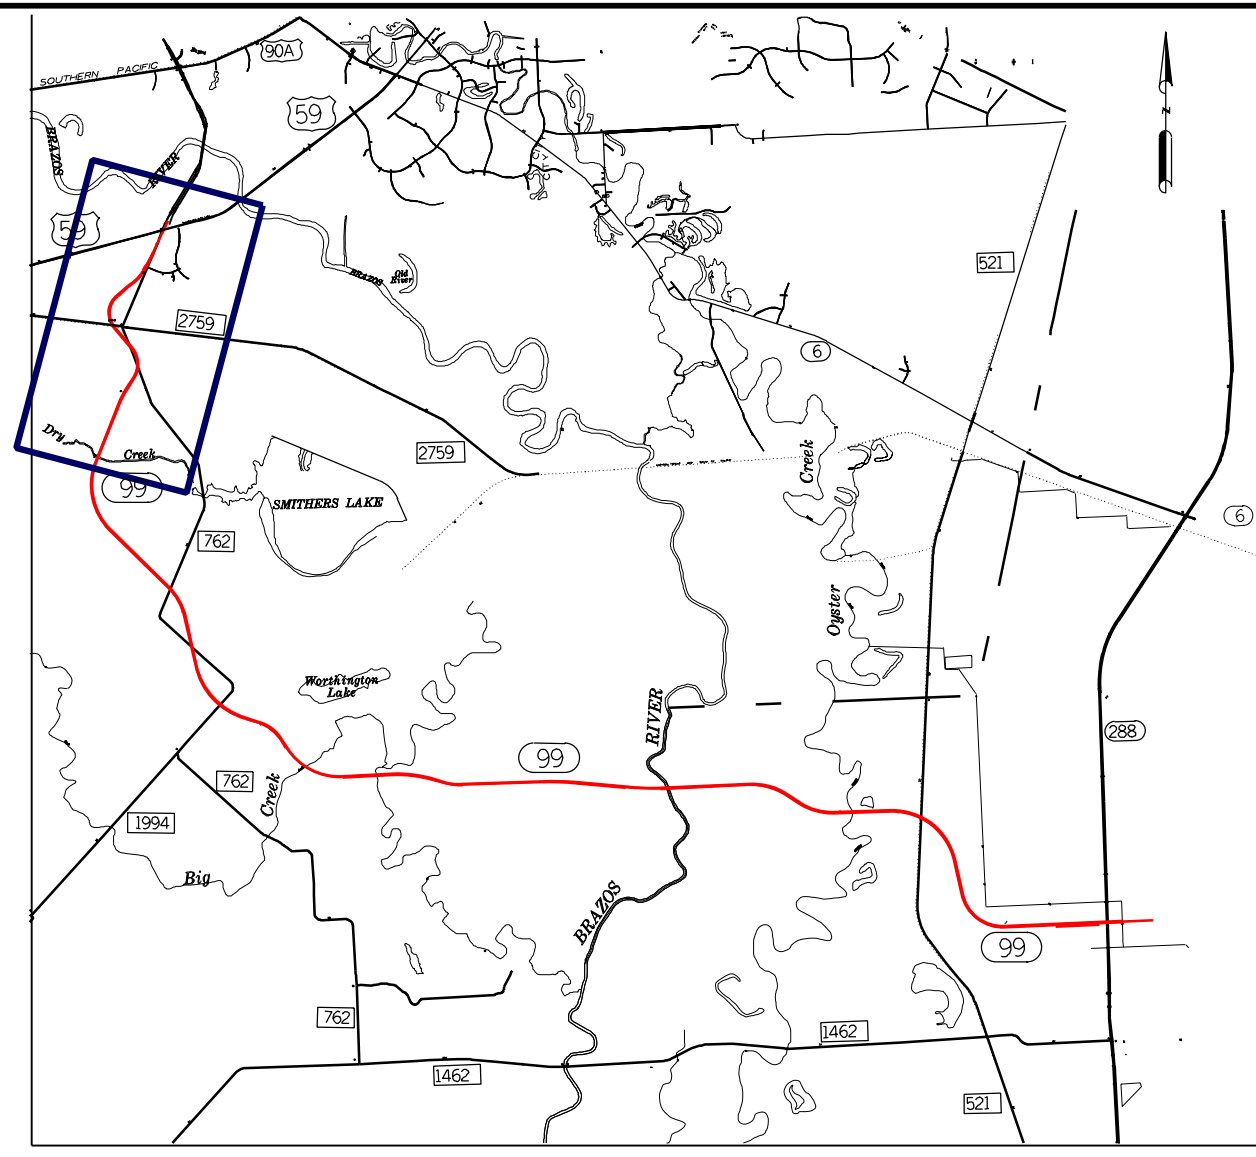 90A
SOUTHERN PACIFIC
59
BRAZOS
RIVER
59
BRAZOS
Old
River
521
2759
6
2759
Dry
Creek
99
Creek
SMITHERS LAKE
6
762
Oyster
Worthington
Lake
RIVER
288
99
762
Creek
1994
Big
BRAZOS
99
762
1462
1462
521
N